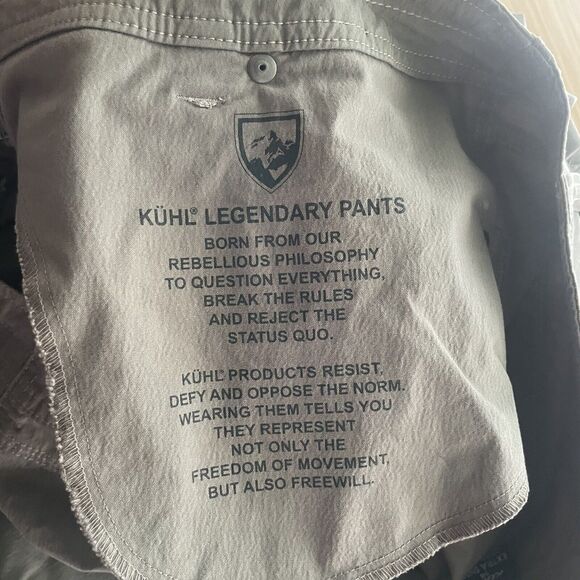 KÜHL® LEGENDARY PANTS
BORN FROM OUR
REBELLIOUS PHILOSOPHY
TO QUESTION EVERYTHING,
BREAK THE RULES
AND REJECT THE
STATUS QUO.
KÜHL® PRODUCTS RESIST,
DEFY AND OPPOSE THE NORM.
WEARING THEM TELLS YOU
THEY REPRESENT
NOT ONLY THE
FREEDOM OF MOVEMENT,
BUT ALSO FREEWILL.